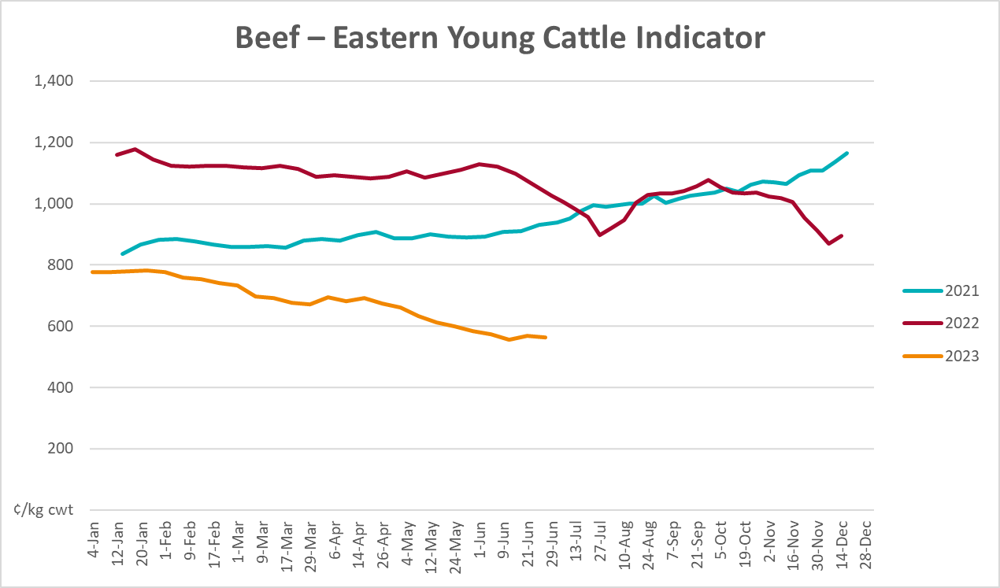 Beef – Eastern Young Cattle Indicator
1,400
1,200
1,000
800
600
400
200
¢/kg cwt
2021
2022
2023
4-Jan
12-Jan
20-Jan
1-Feb
9-Feb
17-Feb
1-Mar
9-Mar
17-Mar
29-Mar
6-Apr
14-Apr
26-Apr
4-May
12-May
24-May
1-Jun
9-Jun
21-Jun
29-Jun
13-Jul
27-Jul
10-Aug
24-Aug
7-Sep
21-Sep
5-Oct
19-Oct
2-Nov
16-Nov
30-Nov
14-Dec
28-Dec